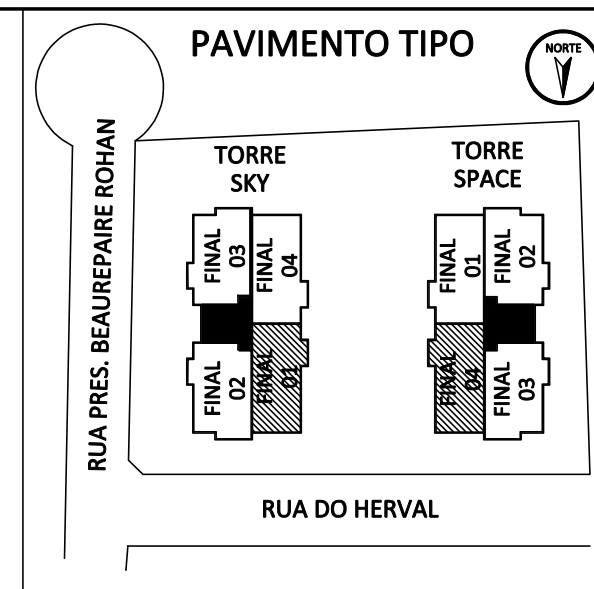 PAVIMENTO TIPO
NORTE
RUA PRES. BEAUREPAIRE ROHAN
TORRE
SKY
FINAL
03
FINAL
04
FINAL
02
FINAL
01
TORRE
SPACE
FINAL
01
FINAL
02
FINAL
04
FINAL
03
RUA DO HERVAL